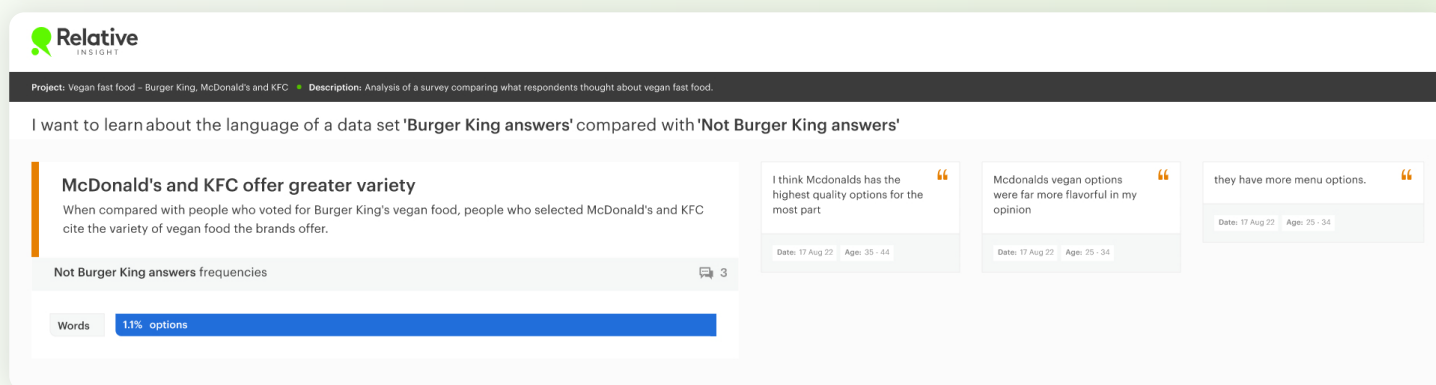 Relative
INSIGHT
Project: Vegan fast food – Burger King, McDonald's and KFC • Description: Analysis of a survey comparing what respondents thought about vegan fast food.
I want to learn about the language of a data set 'Burger King answers' compared with 'Not Burger King answers'
McDonald's and KFC offer greater variety
When compared with people who voted for Burger King's vegan food, people who selected McDonald's and KFC
cite the variety of vegan food the brands offer.
Not Burger King answers frequencies
3
Words
1.1% options
I think Mcdonalds has the
highest quality options for the
most part
“
Date: 17 Aug 22 Age: 35 - 44
Mcdonalds vegan options
were far more flavorful in my
opinion
“
Date: 17 Aug 22 Age: 25 - 34
they have more menu options.
“
Date: 17 Aug 22 Age: 25 - 34